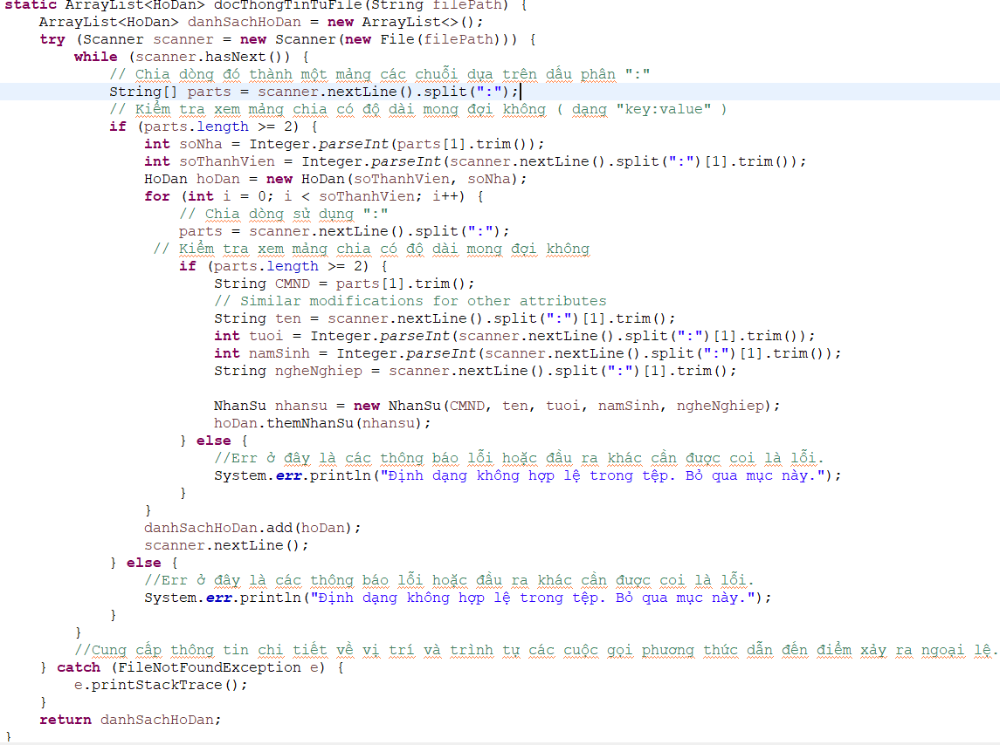 static ArrayList<HoDan> docThongTinTuFile(String filePath) {
    ArrayList<HoDan> danhSachHoDan = new ArrayList<>();
    try (Scanner scanner = new Scanner(new File(filePath))) {
        while (scanner.hasNext()) {
            // Chia dòng đó thành một mảng các chuỗi dựa trên dấu phân ":"
            String[] parts = scanner.nextLine().split(":");
            // Kiểm tra xem mảng chia có độ dài mong đợi không ( dạng "key:value" )
            if (parts.length >= 2) {
                int soNha = Integer.parseInt(parts[1].trim());
                int soThanhVien = Integer.parseInt(scanner.nextLine().split(":")[1].trim());
                HoDan hoDan = new HoDan(soThanhVien, soNha);
                for (int i = 0; i < soThanhVien; i++) {
                    // Chia dòng sử dụng ":"
                    parts = scanner.nextLine().split(":");
                 // Kiểm tra xem mảng chia có độ dài mong đợi không
                    if (parts.length >= 2) {
                        String CMND = parts[1].trim();
                        // Similar modifications for other attributes
                        String ten = scanner.nextLine().split(":")[1].trim();
                        int tuoi = Integer.parseInt(scanner.nextLine().split(":")[1].trim());
                        int namSinh = Integer.parseInt(scanner.nextLine().split(":")[1].trim());
                        String ngheNghiep = scanner.nextLine().split(":")[1].trim();

                        NhanSu nhansu = new NhanSu(CMND, ten, tuoi, namSinh, ngheNghiep);
                        hoDan.themNhanSu(nhansu);
                    } else {
                        //Err ở đây là các thông báo lỗi hoặc đầu ra khác cần được coi là lỗi.
                        System.err.println("Định dạng không hợp lệ trong tệp. Bỏ qua mục này.");
                    }
                }
                danhSachHoDan.add(hoDan);
                scanner.nextLine();
            } else {
                //Err ở đây là các thông báo lỗi hoặc đầu ra khác cần được coi là lỗi.
                System.err.println("Định dạng không hợp lệ trong tệp. Bỏ qua mục này.");
            }
        }
        //Cung cấp thông tin chi tiết về vị trí và trình tự các cuộc gọi phương thức dẫn đến điểm xảy ra ngoại lệ.
    } catch (FileNotFoundException e) {
        e.printStackTrace();
    }
    return danhSachHoDan;
}